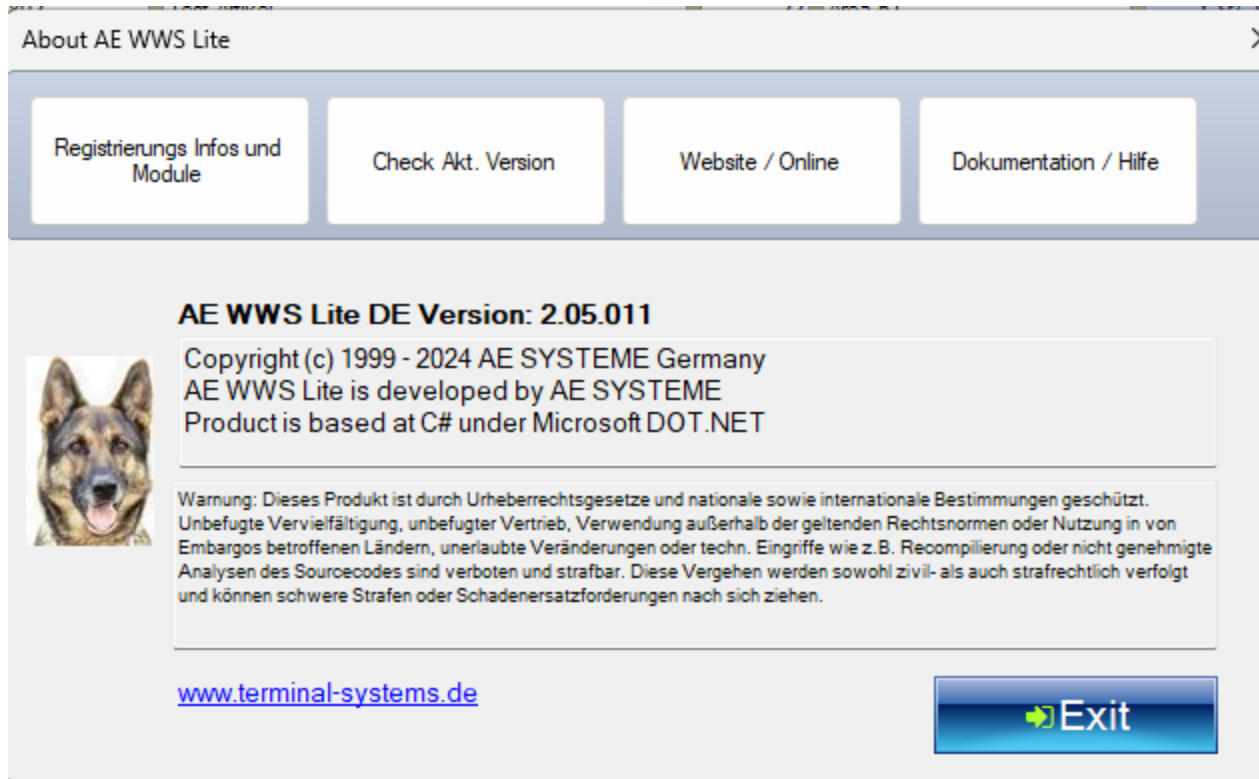 About AE WWS Lite
Registrierungs Infos und
Module
Check Akt. Version
Website / Online
Dokumentation / Hilfe
AE WWS Lite DE Version: 2.05.011
Copyright (c) 1999 - 2024 AE SYSTEME Germany
AE WWS Lite is developed by AE SYSTEME
Product is based at C# under Microsoft DOT.NET
Warnung: Dieses Produkt ist durch Urheberrechtsgesetze und nationale sowie internationale Bestimmungen geschützt.
Unbefugte Vervielfältigung, unbefugter Vertrieb, Verwendung außerhalb der geltenden Rechtsnormen oder Nutzung in von
Embargos betroffenen Ländern, unerlaubte Veränderungen oder techn. Eingriffe wie z.B. Recompilierung oder nicht genehmigte
Analysen des Sourcecodes sind verboten und strafbar. Diese Vergehen werden sowohl zivil- als auch strafrechtlich verfolgt
und können schwere Strafen oder Schadenersatzforderungen nach sich ziehen.
www.terminal-systems.de
Exit